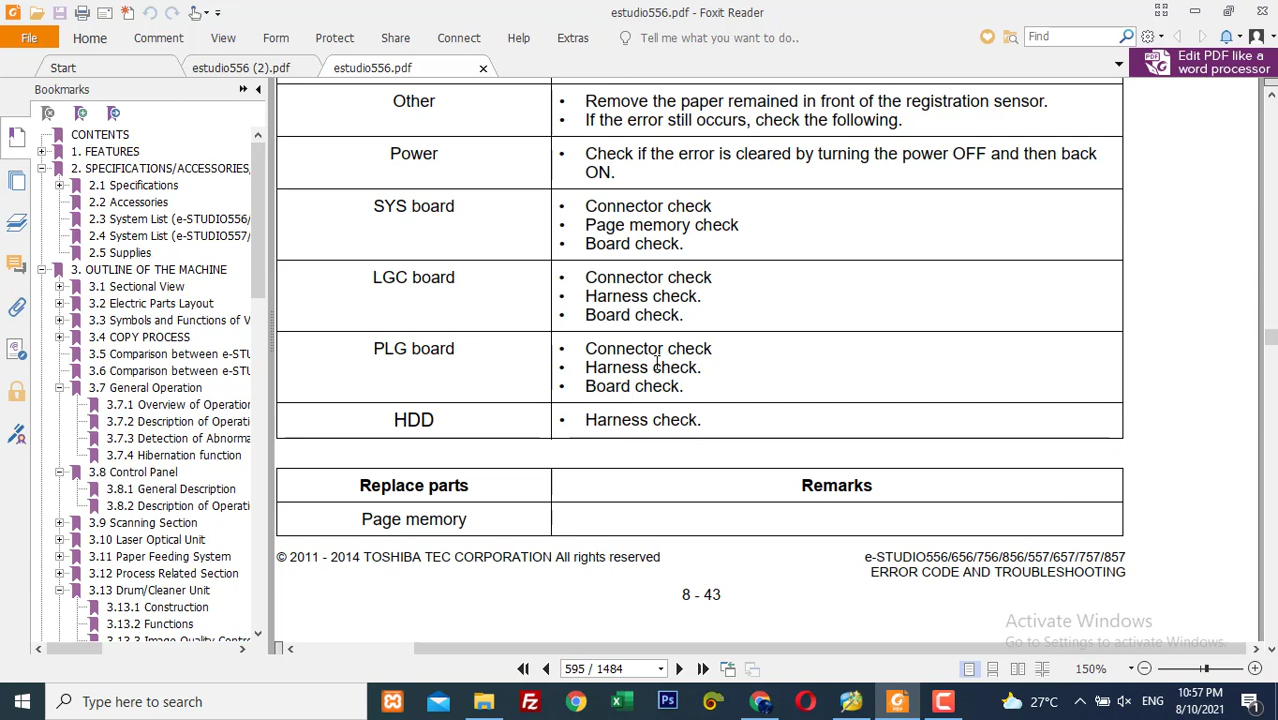 estudio556.pdf - Foxit Reader
File
Home
Comment
View
Form
Protect
Share
Connect
Help
Extras
Tell me what you want to do..
Find
Start
estudio556 (2).pdf
estudio556.pdf
Edit PDF like a
word processor
Bookmarks
CONTENTS
1. FEATURES
2. SPECIFICATIONS/ACCESSORIES,
2.1 Specifications
2.2 Accessories
2.3 System List (e-STUDIO556/
2.4 System List (e-STUDIO557/
2.5 Supplies
3. OUTLINE OF THE MACHINE
3.1 Sectional View
3.2 Electric Parts Layout
3.3 Symbols and Functions of V
3.4 COPY PROCESS
3.5 Comparison between e-STU
3.6 Comparison between e-STU
3.7 General Operation
3.7.1 Overview of Operation
3.7.2 Description of Operati
3.7.3 Detection of Abnorma
3.7.4 Hibernation function
3.8 Control Panel
3.8.1 General Description
3.8.2 Description of Operati
3.9 Scanning Section
3.10 Laser Optical Unit
3.11 Paper Feeding System
3.12 Process Related Section
3.13 Drum/Cleaner Unit
3.13.1 Construction
3.13.2 Functions
3.13.3 Image Quality Contro
Other
• Remove the paper remained in front of the registration sensor.
• If the error still occurs, check the following.
Power
• Check if the error is cleared by turning the power OFF and then back
ON.
SYS board
• Connector check
• Page memory check
• Board check.
LGC board
• Connector check
• Harness check.
• Board check.
PLG board
• Connector check
• Harness check.
• Board check.
HDD
• Harness check.
Replace parts
Remarks
Page memory
© 2011 - 2014 TOSHIBA TEC CORPORATION All rights reserved
e-STUDIO556/656/756/856/557/657/757/857
ERROR CODE AND TROUBLESHOOTING
8 - 43
Activate Windows
Go to Settings to activate Windows.
595 / 1484
150%
Type here to search
27°C
ENG
10:57 PM
8/10/2021